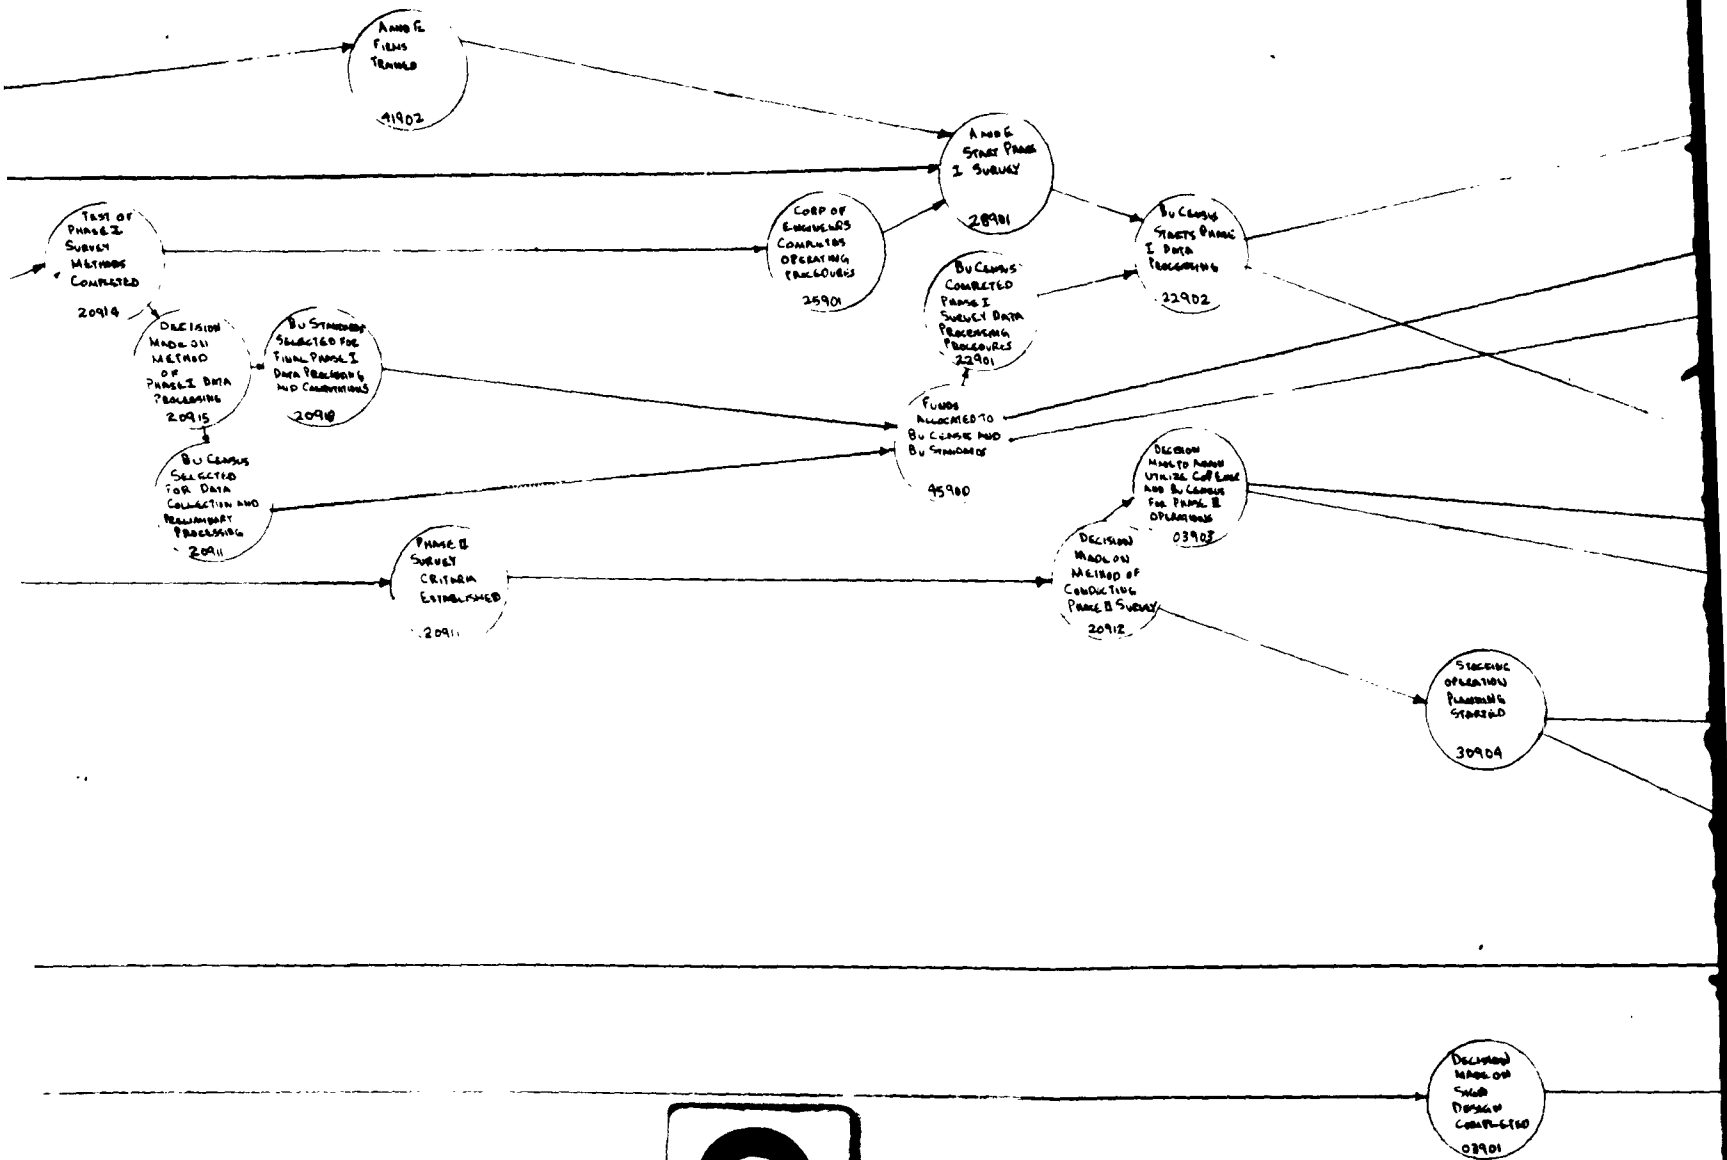 A AND E
FIRMS
TRAINED
41902
A AND E
START PHASE
I SURVEY
28901
TEST OF
PHASE I
SURVEY
METHODS
COMPLETED
20914
CORP OF
ENGINEERS
COMPLETES
OPERATING
PROCEDURES
25901
BU CENSUS
STARTS PHASE
I DATA
PROCESSING
22902
BU CENSUS
COMPLETED
PHASE I
SURVEY DATA
PROCESSING
PROCEDURES
22901
DECISION
MADE ON
METHOD
OF
PHASE I DATA
PROCESSING
20915
BU STANDARDS
SELECTED FOR
FINAL PHASE I
DATA PROCESSING
AND COMPUTATIONS
20918
FUNDS
ALLOCATED TO
BU CENSUS AND
BU STANDARDS
45900
BU CENSUS
SELECTED
FOR DATA
COLLECTION AND
PRELIMINARY
PROCESSING
20911
DECISION
MADE TO AGAIN
UTILIZE C OF ENGR
AND BU CENSUS
FOR PHASE II
OPERATIONS
03903
PHASE II
SURVEY
CRITERIA
ESTABLISHED
20911
DECISION
MADE ON
METHOD OF
CONDUCTING
PHASE II SURVEY
20912
STOCKING
OPERATION
PLANNING
STARTED
30904
DECISION
MADE ON
SIGN
DESIGN
COMPLETED
03901